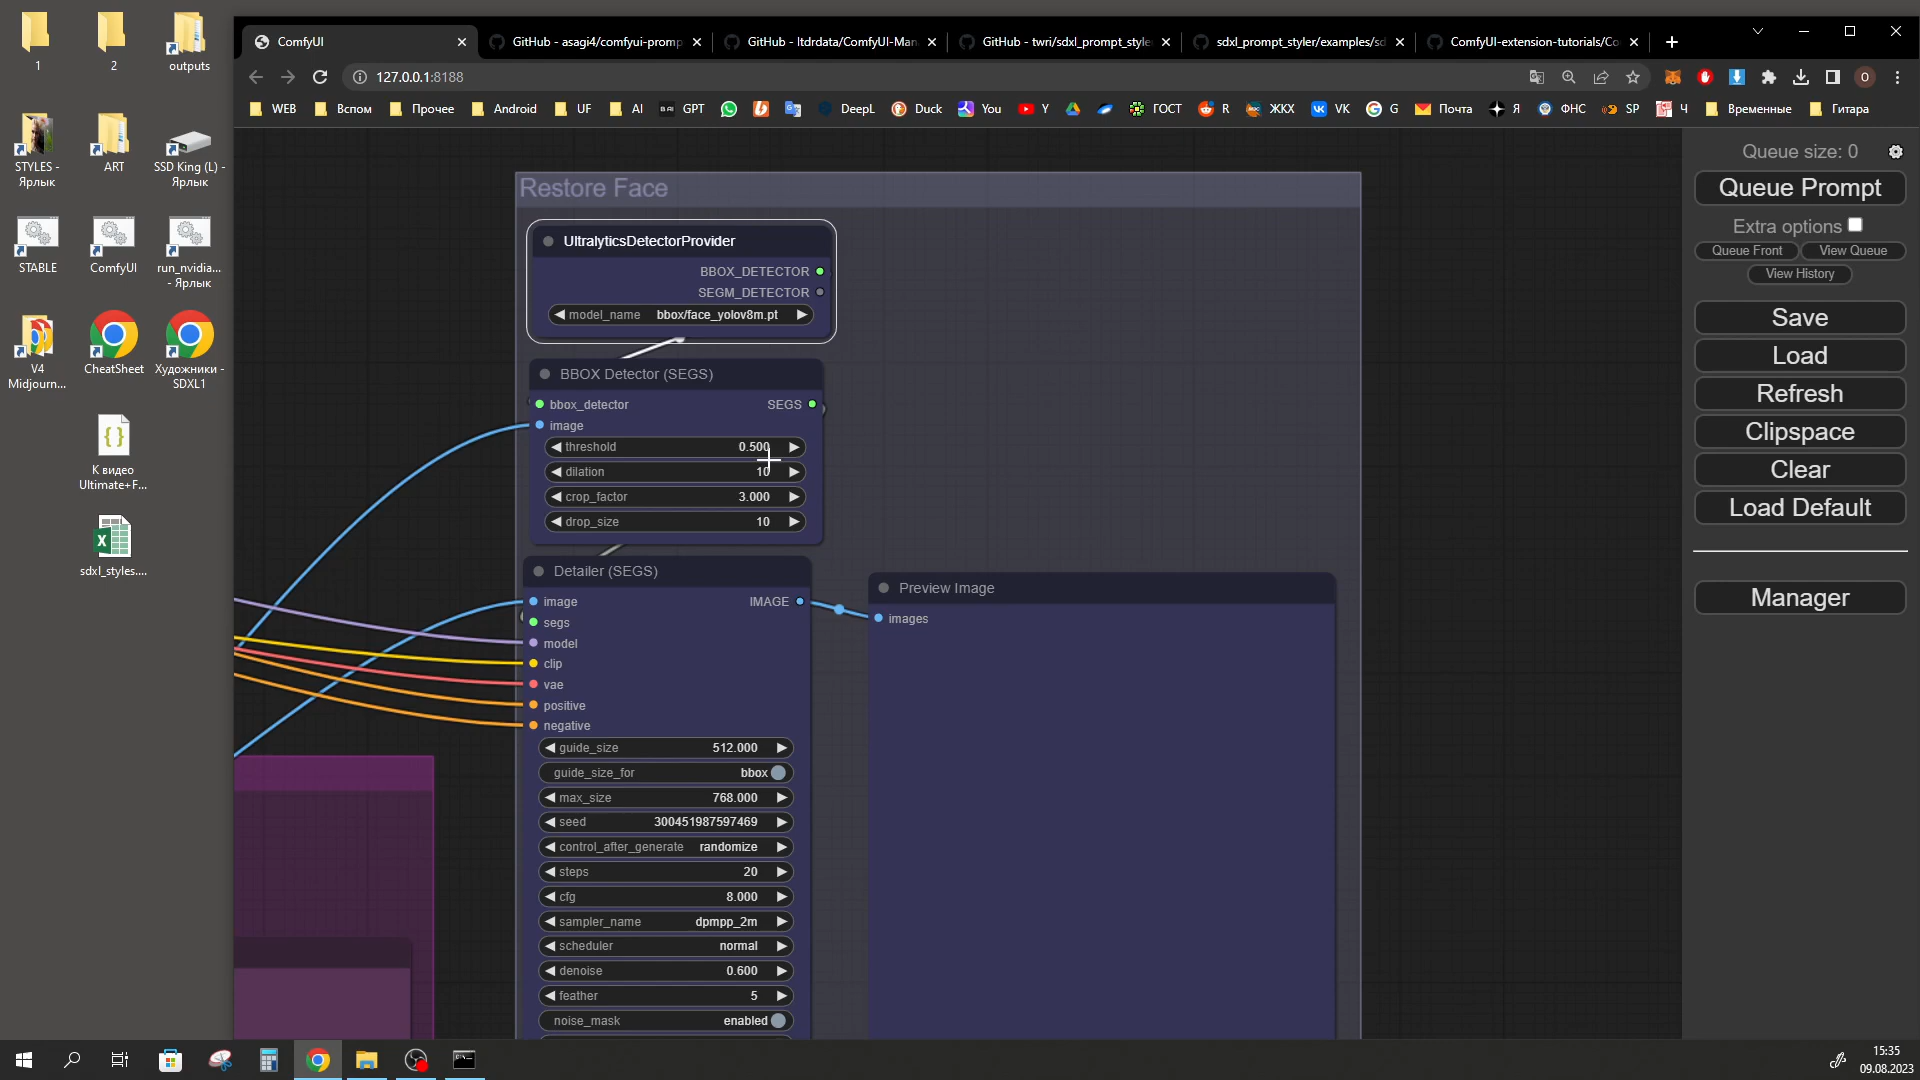 1
2
outputs
STYLES -
Ярлык
ART
SSD King (L) -
Ярлык
STABLE
ComfyUI
run_nvidia...
- Ярлык
V4
Midjourn...
CheatSheet
Художники -
SDXL1
К видео
Ultimate+F...
sdxl_styles....
ComfyUI
GitHub - asagi4/comfyui-promp
GitHub - ltdrdata/ComfyUI-Man
GitHub - twri/sdxl_prompt_style
sdxl_prompt_styler/examples/sd
ComfyUI-extension-tutorials/Co
127.0.0.1:8188
WEB
Вспом
Прочее
Android
UF
AI
GPT
DeepL
Duck
You
Y
ГОСТ
R
ЖКХ
VK
G
Почта
Я
ФНС
SP
Ч
Временные
Гитара
Restore Face
UltralyticsDetectorProvider
BBOX_DETECTOR
SEGM_DETECTOR
model_name bbox/face_yolov8m.pt
BBOX Detector (SEGS)
bbox_detector SEGS
image
threshold 0.500
dilation 10
crop_factor 3.000
drop_size 10
Detailer (SEGS)
image IMAGE
segs
model
clip
vae
positive
negative
guide_size 512.000
guide_size_for bbox
max_size 768.000
seed 300451987597469
control_after_generate randomize
steps 20
cfg 8.000
sampler_name dpmpp_2m
scheduler normal
denoise 0.600
feather 5
noise_mask enabled
Preview Image
images
Queue size: 0
Queue Prompt
Extra options
Queue Front
View Queue
View History
Save
Load
Refresh
Clipspace
Clear
Load Default
Manager
15:35
09.08.2023